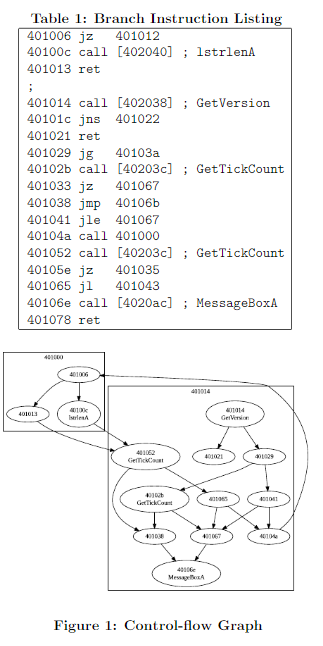 Table 1: Branch Instruction Listing
401006 jz 401012
40100c call [402040] ; lstrlenA
401013 ret
;
401014 call [402038] ; GetVersion
40101c jns 401022
401021 ret
401029 jg 40103a
40102b call [40203c] ; GetTickCount
401033 jz 401067
401038 jmp 40106b
401041 jle 401067
40104a call 401000
401052 call [40203c] ; GetTickCount
40105e jz 401035
401065 jl 401043
40106e call [4020ac] ; MessageBoxA
401078 ret
401000
401006
401013
40100c
lstrlenA
401014
401014
GetVersion
401052
GetTickCount
401021
401029
40102b
GetTickCount
401065
401041
401038
401067
40104a
40106e
MessageBoxA
Figure 1: Control-flow Graph